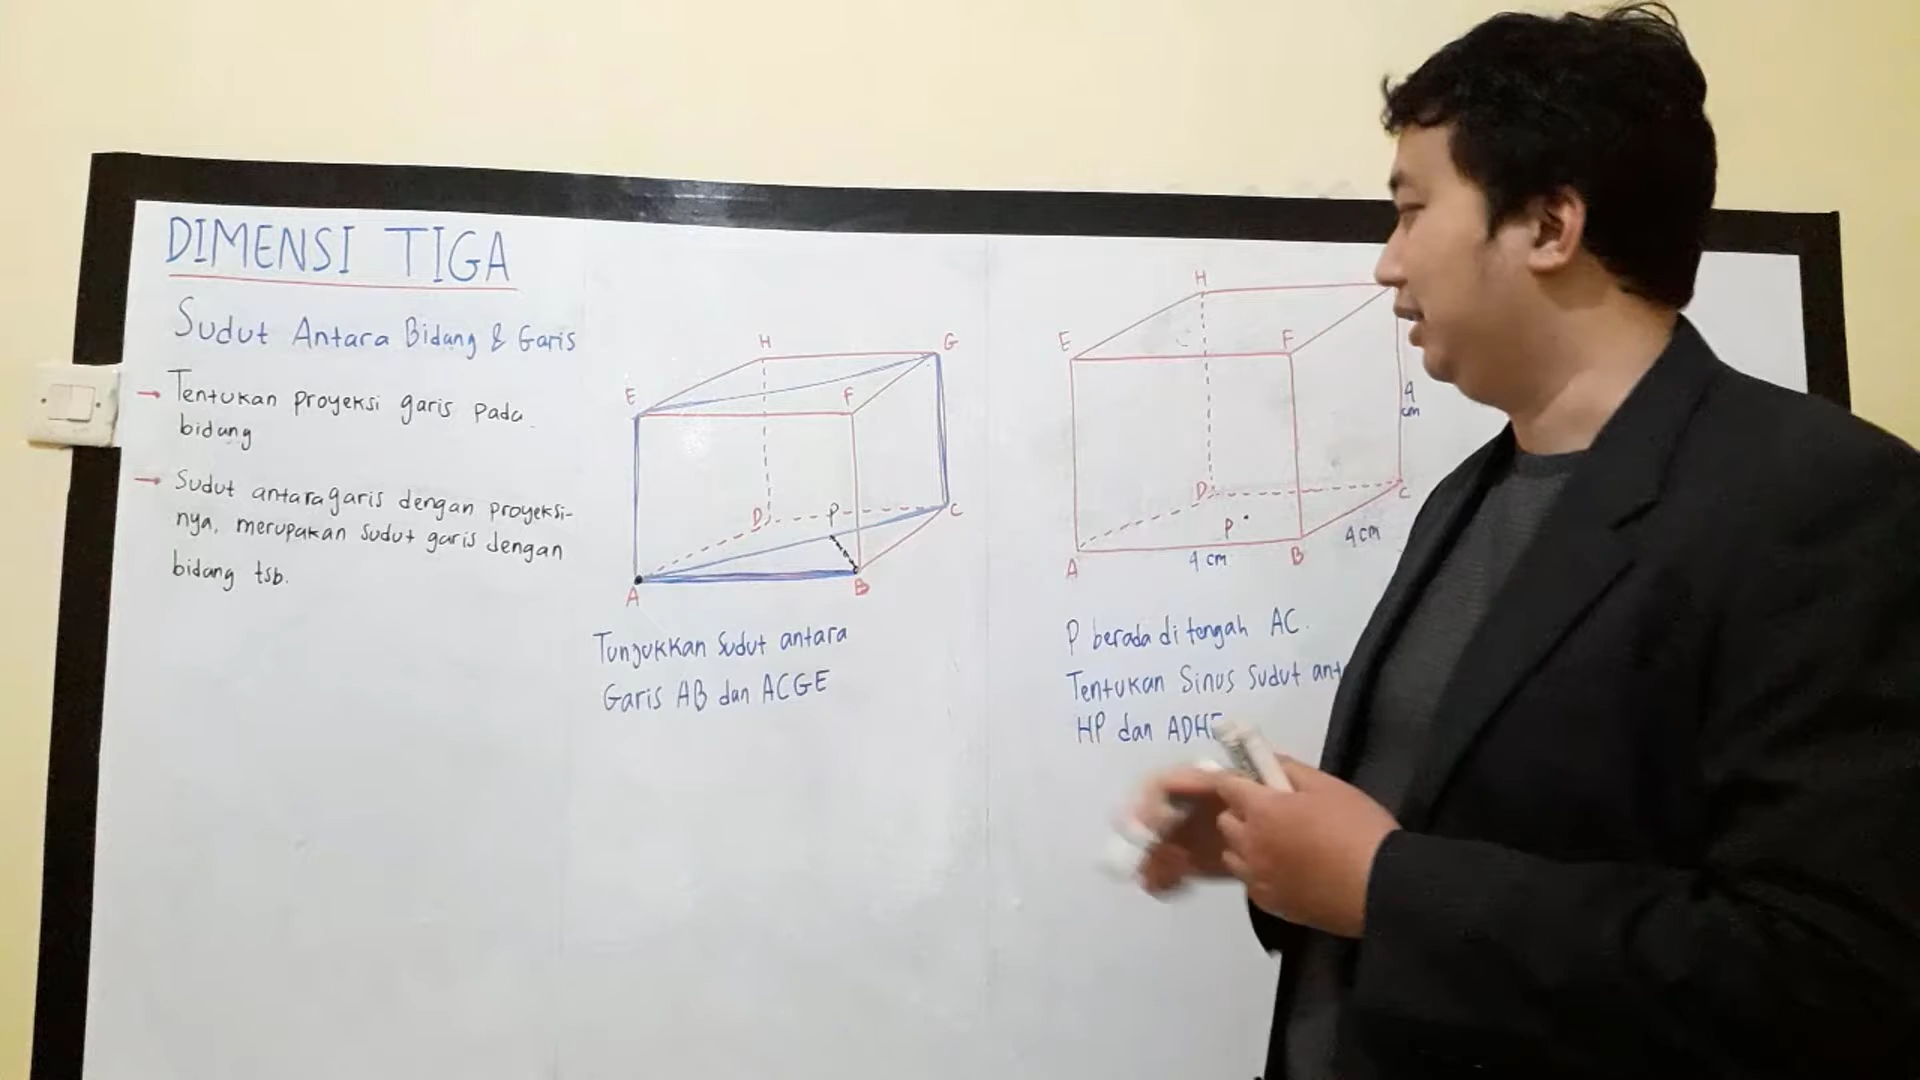 DIMENSI TIGA
Sudut Antara Bidang & Garis
→ Tentukan proyeksi garis pada
bidang
→ Sudut antara garis dengan proyeksi-
nya, merupakan sudut garis dengan
bidang tsb.
H
G
E
F
D
P
C
A
B
Tunjukkan Sudut antara
Garis AB dan ACGE
H
E
F
4
cm
D
C
P
4 cm
A
4 cm
B
P berada di tengah AC.
Tentukan Sinus Sudut
HP dan